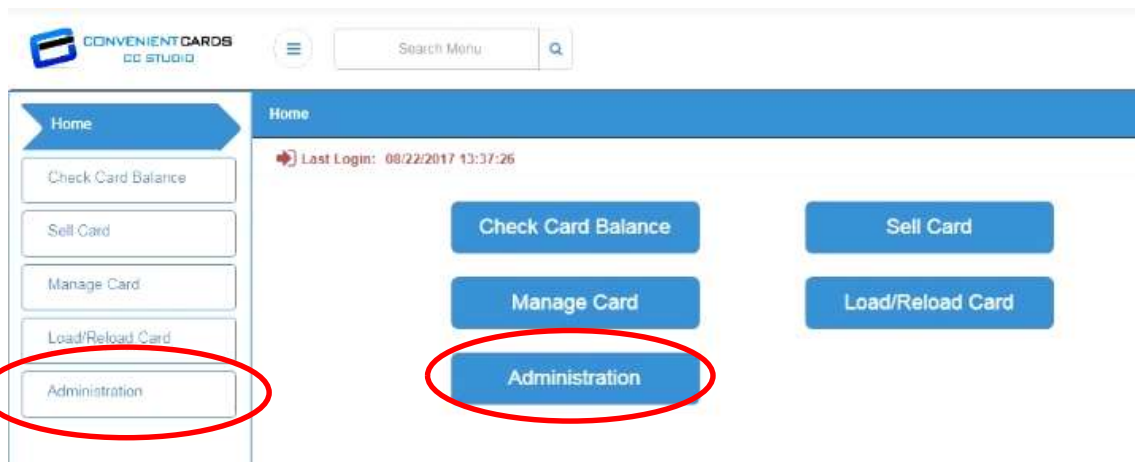 CONVENIENTCARDS
CC STUDIO
Search Menu
Home
Check Card Balance
Sell Card
Manage Card
Load/Reload Card
Administration
Home
Last Login: 08/22/2017 13:37:26
Check Card Balance
Sell Card
Manage Card
Load/Reload Card
Administration